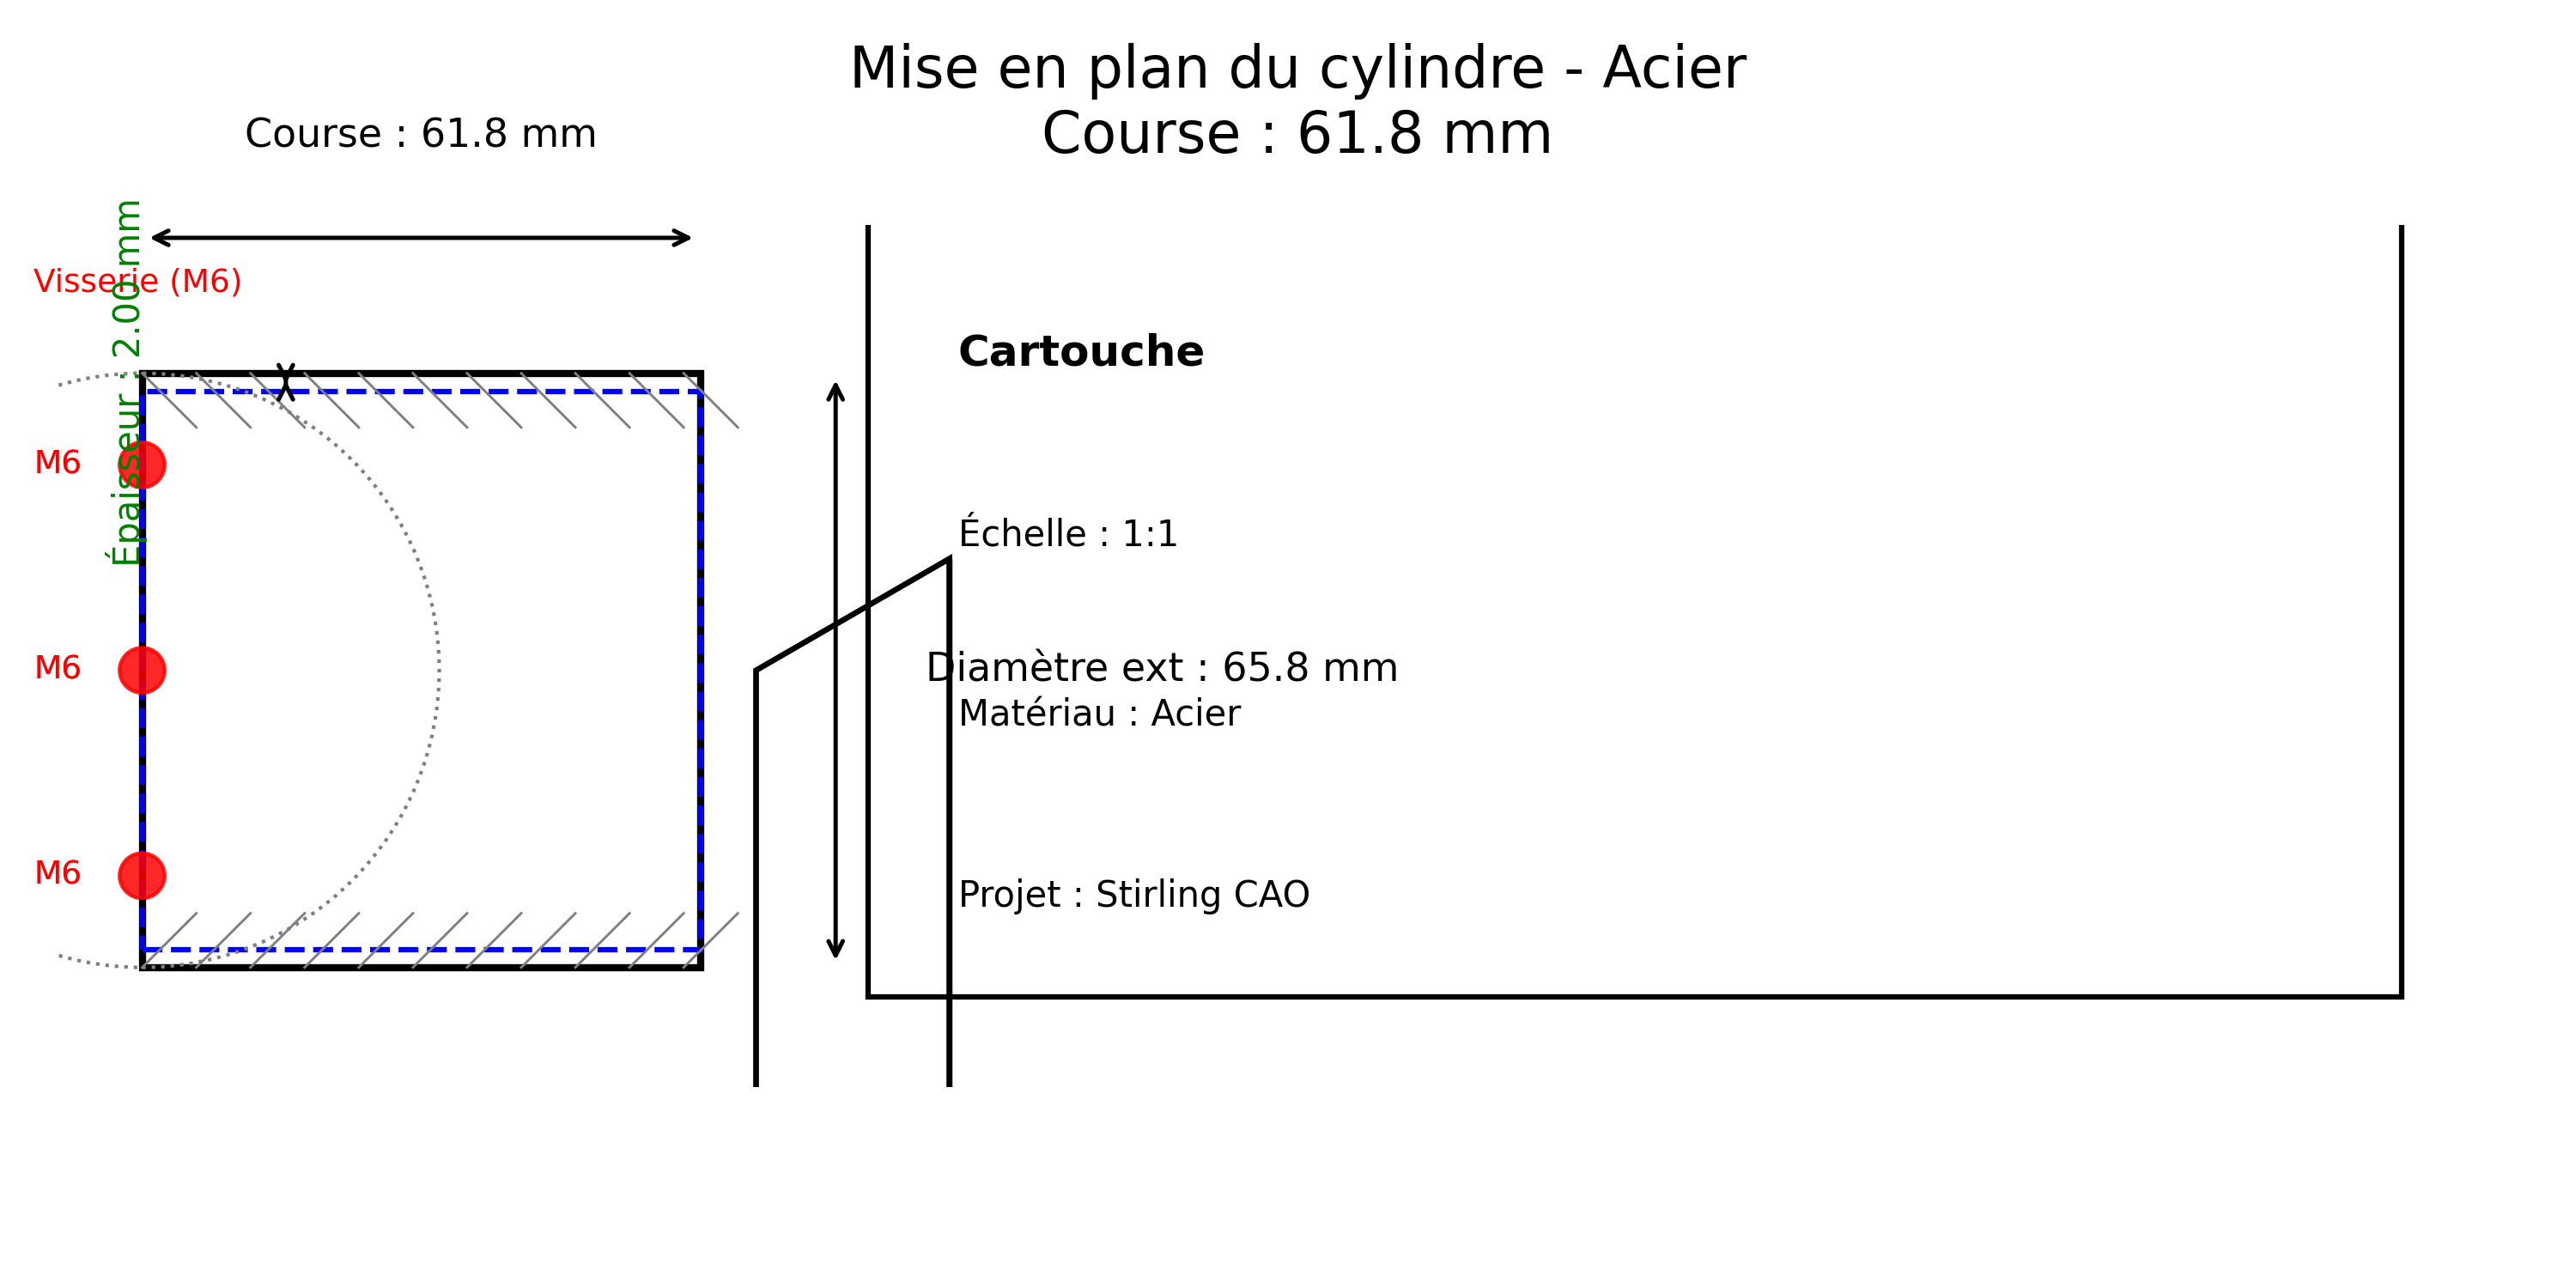 Mise en plan du cylindre - Acier
Course : 61.8 mm
Course : 61.8 mm
Visserie (M6)
Épaisseur : 2.00 mm
M6
M6
M6
Cartouche
Échelle : 1:1
Diamètre ext : 65.8 mm
Matériau : Acier
Projet : Stirling CAO